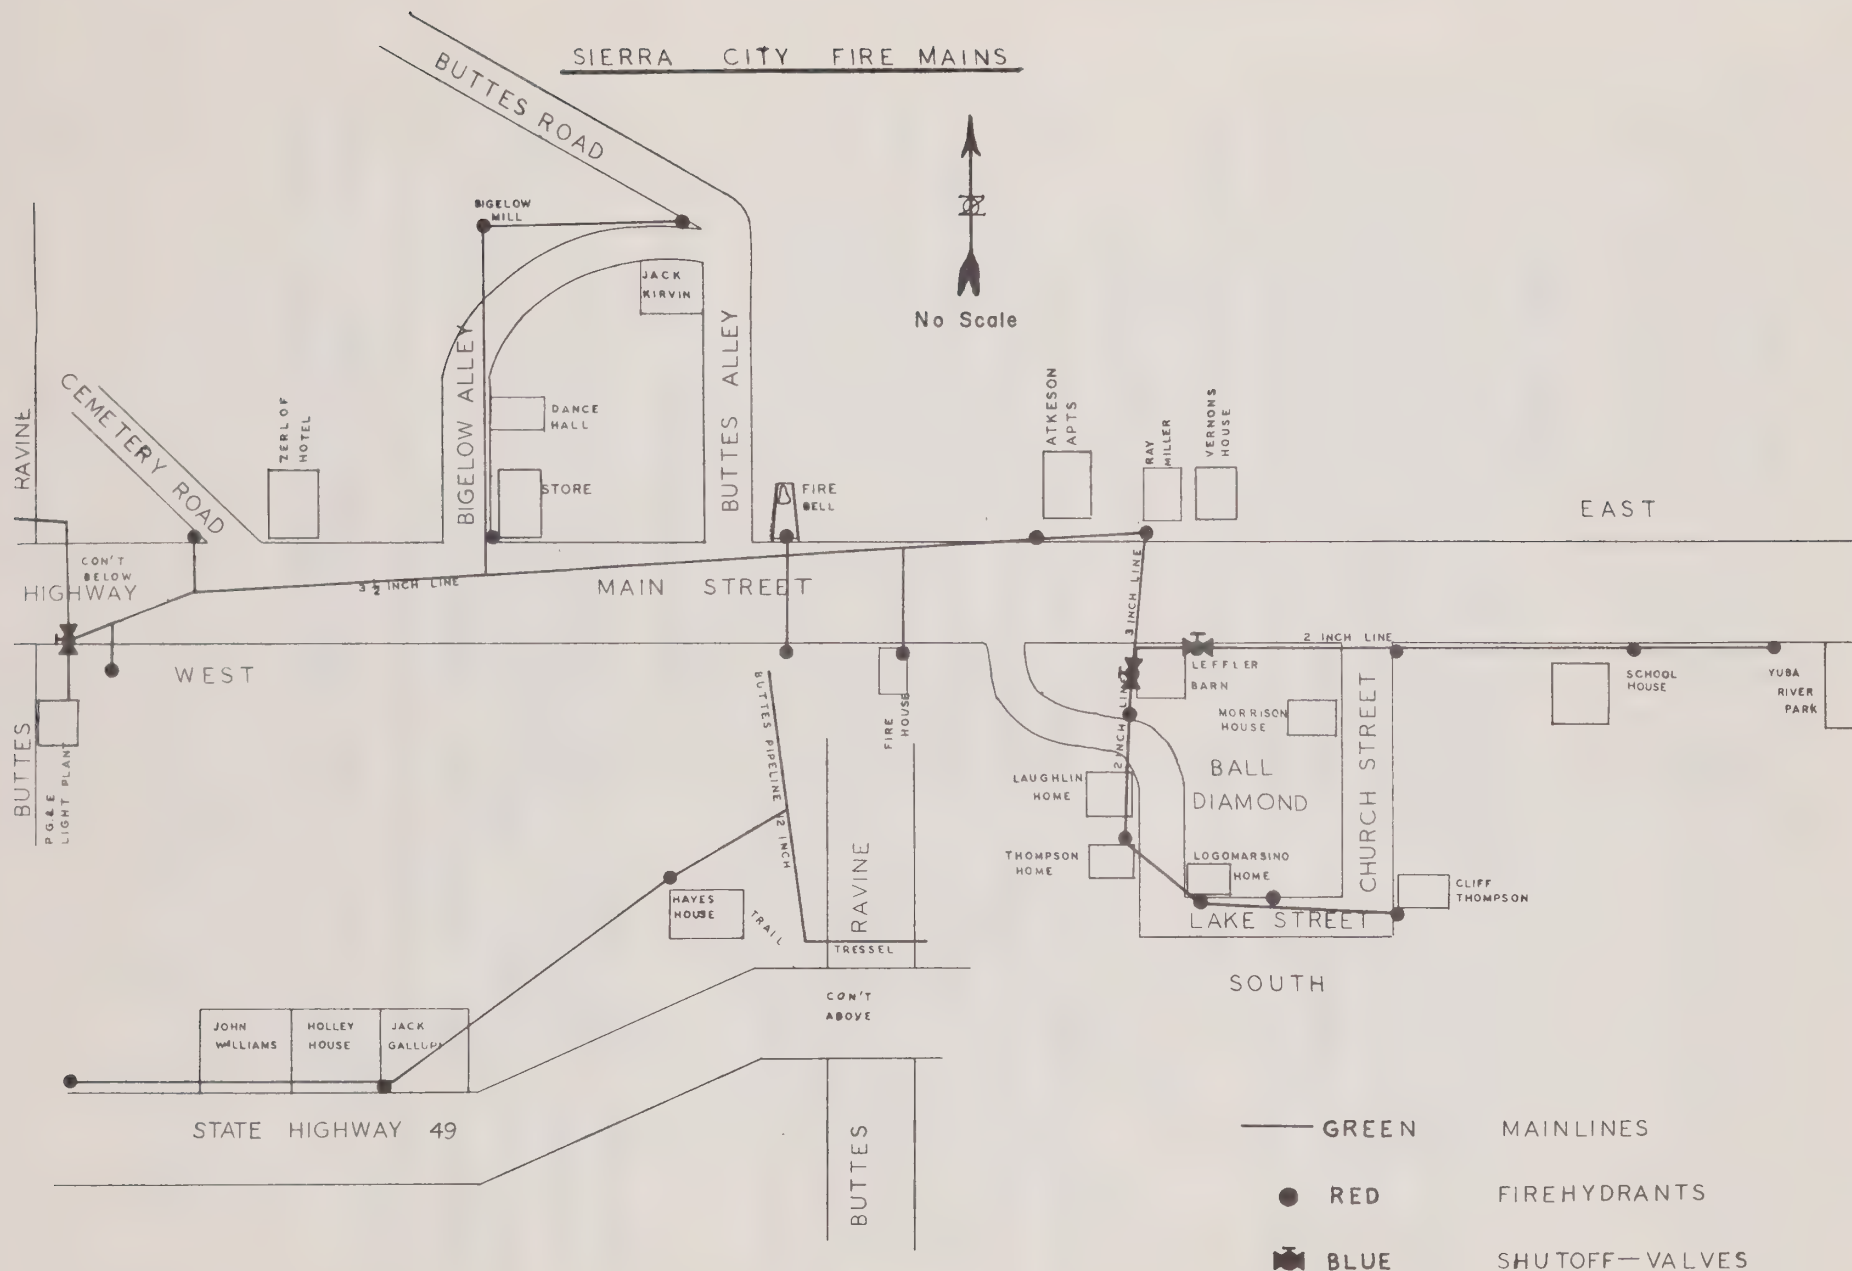 SIERRA CITY FIRE MAINS
BUTTES ROAD
BIGELOW
MILL
JACK
KIRVIN
No Scale
RAVINE
CEMETERY ROAD
ZERLOF
HOTEL
BIGELOW ALLEY
DANCE
HALL
STORE
BUTTES ALLEY
FIRE
BELL
ATKESON
APTS
RAY
MILLER
VERNONS
HOUSE
EAST
CON'T
BELOW
HIGHWAY
3 1/2 INCH LINE
MAIN STREET
3 INCH LINE
2 INCH LINE
WEST
LEFFLER
BARN
SCHOOL
HOUSE
YUBA
RIVER
PARK
BUTTES
P.G.&E
LIGHT PLANT
BUTTES PIPELINE 12 INCH
FIRE
HOUSE
2 INCH LINE
MORRISON
HOUSE
CHURCH STREET
BALL
DIAMOND
LAUGHLIN
HOME
THOMPSON
HOME
LOGOMARSINO
HOME
CLIFF
THOMPSON
LAKE STREET
SOUTH
HAYES
HOUSE
TRAIL
RAVINE
TRESSEL
CON'T
ABOVE
JOHN
WILLIAMS
HOLLEY
HOUSE
JACK
GALLUPI
STATE HIGHWAY 49
BUTTES
GREEN MAINLINES
RED FIREHYDRANTS
BLUE SHUTOFF—VALVES